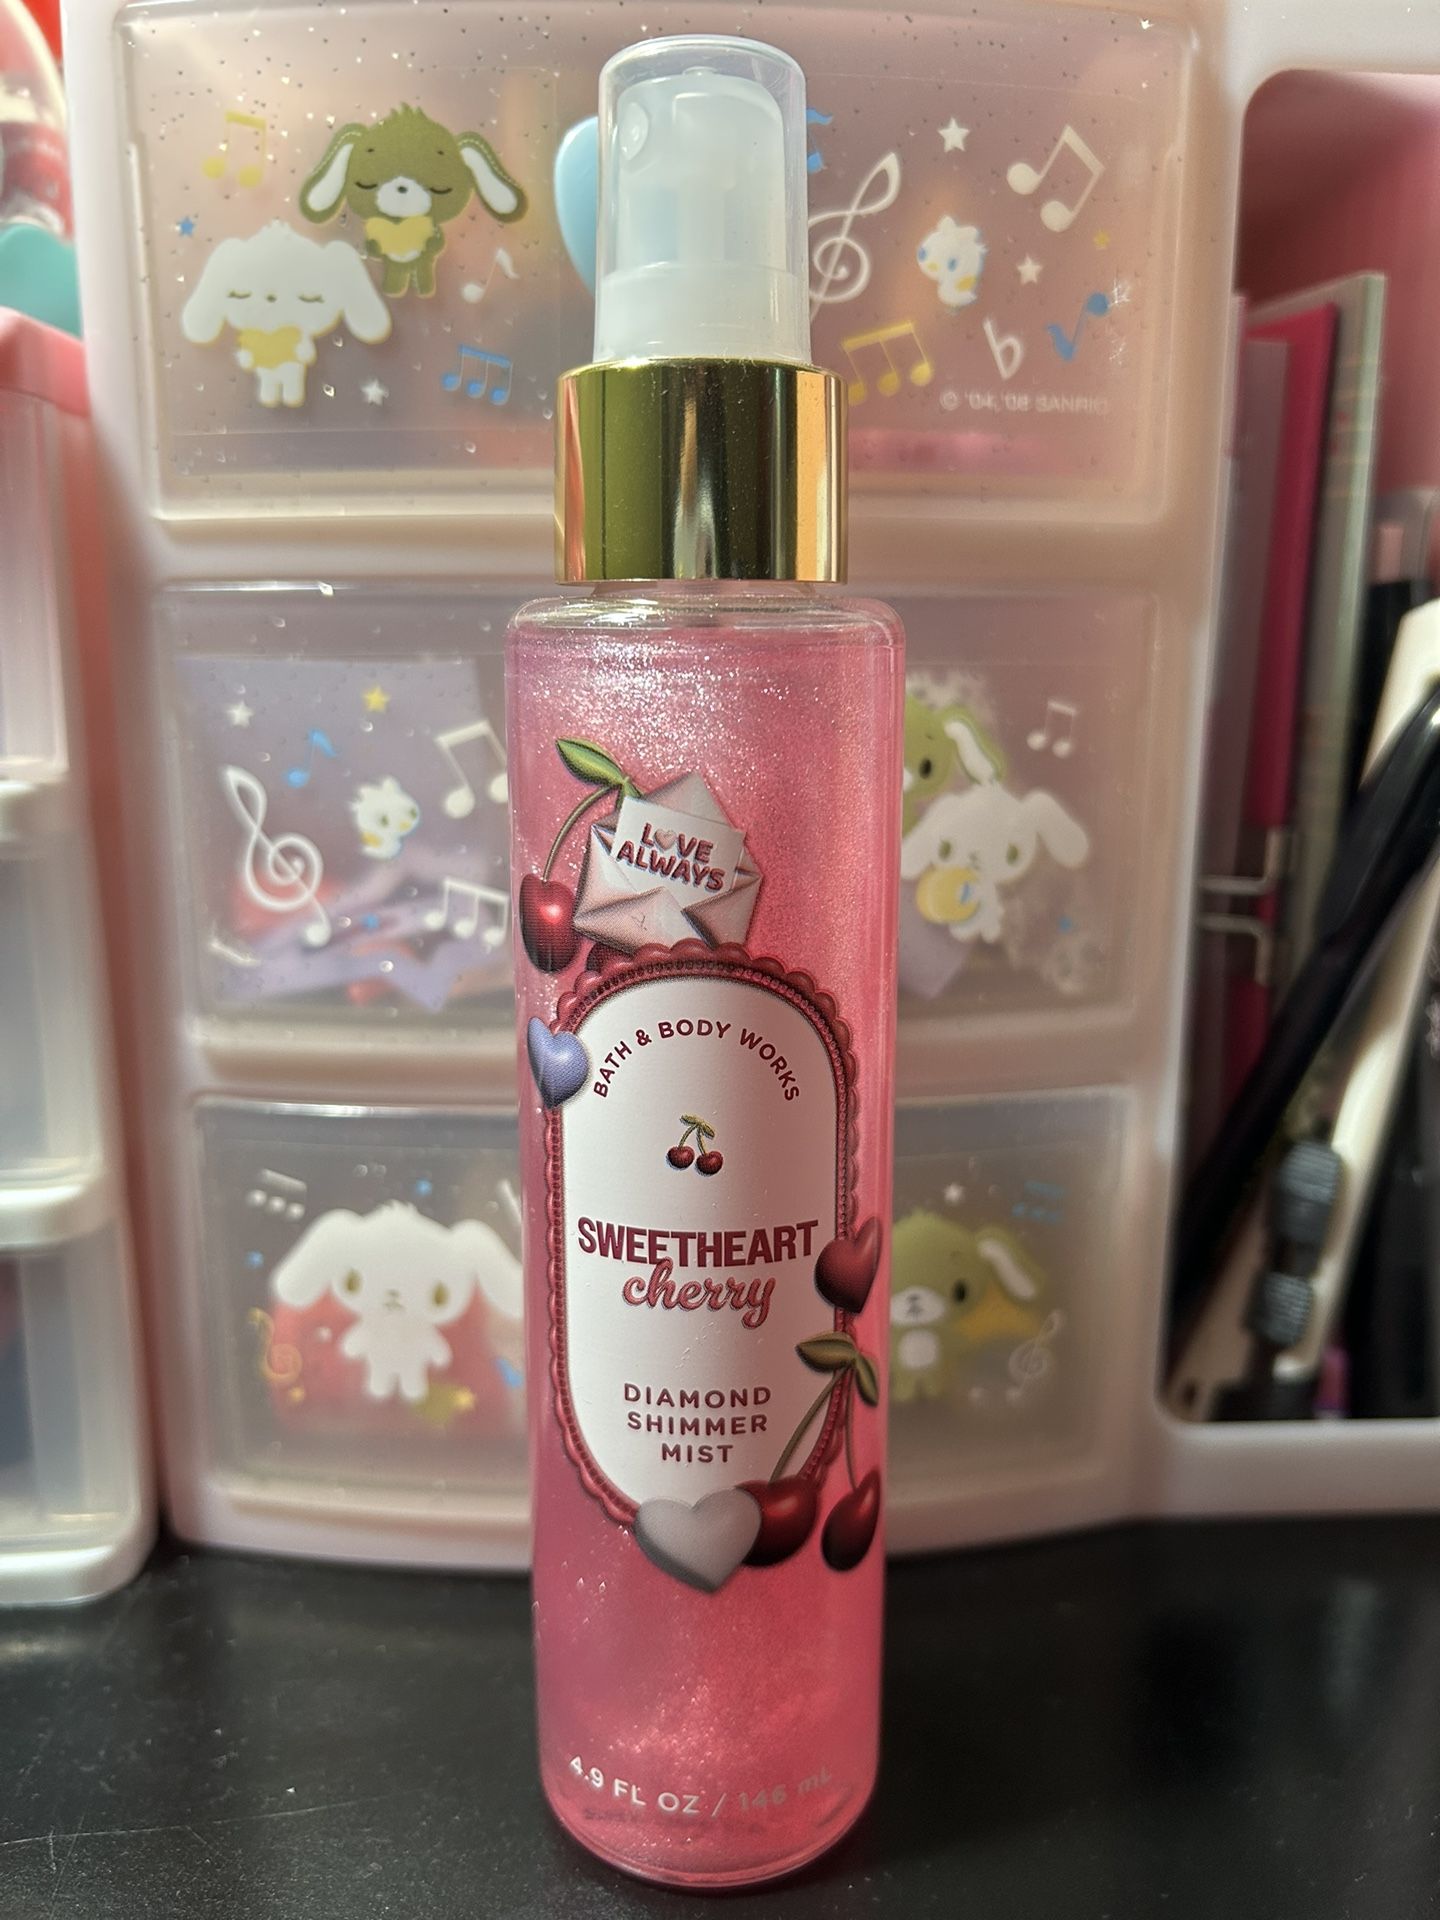 © '04, '08 SANRIO
LOVE
ALWAYS
BATH & BODY WORKS
SWEETHEART
cherry
DIAMOND
SHIMMER
MIST
4.9 FL OZ / 146 mL